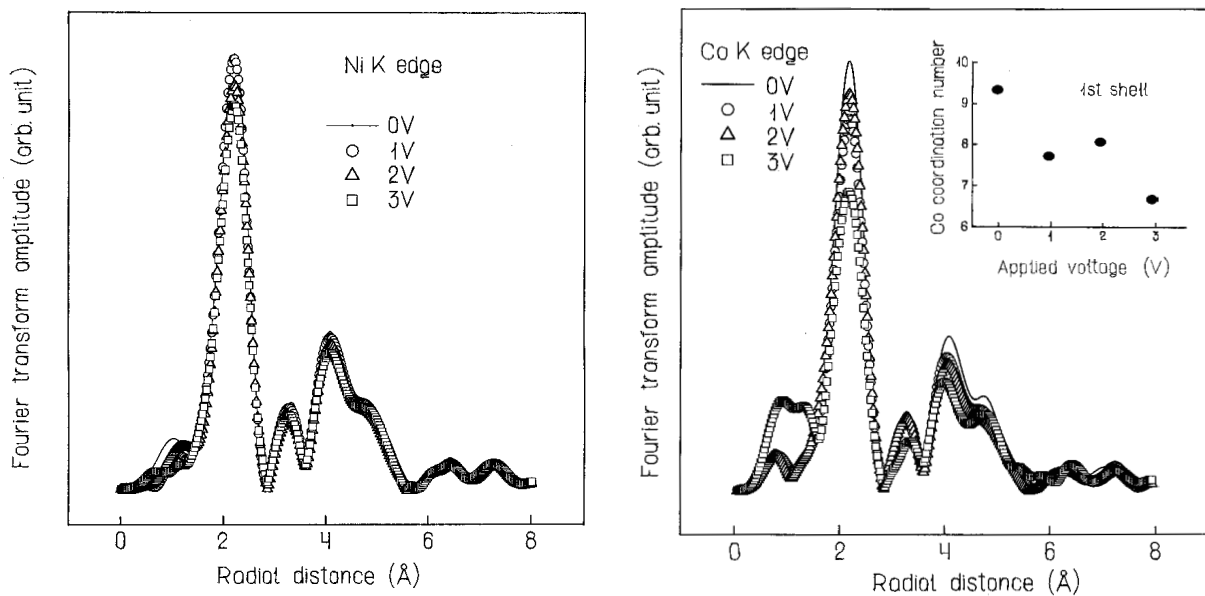 Fourier transform amplitude (arb. unit)
Ni K edge
0V
1V
2V
3V
0 2 4 6 8
Radial distance (Å)
Fourier transform amplitude (arb. unit)
Co K edge
0V
1V
2V
3V
Co coordination number
10
9
8
7
6
1st shell
0 1 2 3
Applied voltage (V)
0 2 4 6 8
Radial distance (Å)